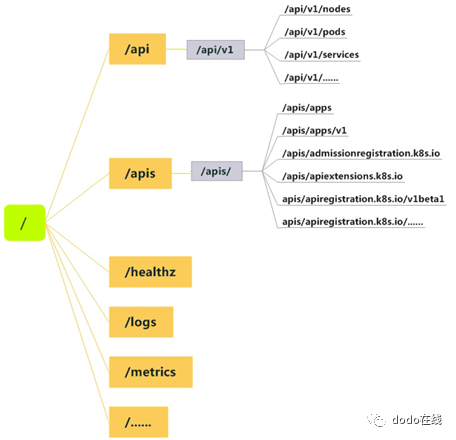 /
/api
/api/v1
/api/v1/nodes
/api/v1/pods
/api/v1/services
/api/v1/......
/apis
/apis/
/apis/apps
/apis/apps/v1
/apis/admissionregistration.k8s.io
/apis/apiextensions.k8s.io
apis/apiregistration.k8s.io/v1beta1
apis/apiregistration.k8s.io/......
/healthz
/logs
/metrics
/......
dodo在线